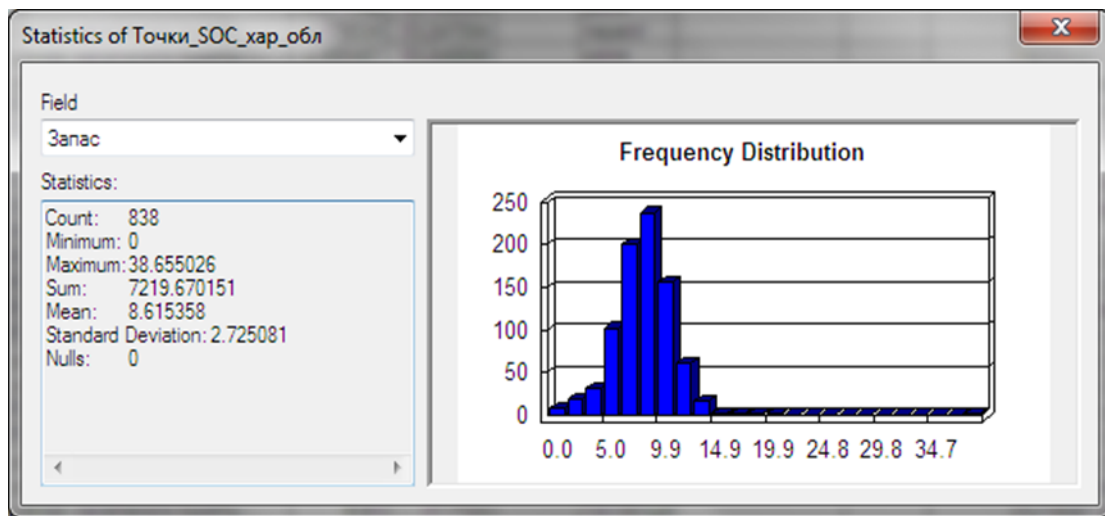 Statistics of Точки_SOC_хар_обл
Field
Запас
Statistics:
Count: 838
Minimum: 0
Maximum: 38.655026
Sum: 7219.670151
Mean: 8.615358
Standard Deviation: 2.725081
Nulls: 0
Frequency Distribution
250
200
150
100
50
0
0.0 5.0 9.9 14.9 19.9 24.8 29.8 34.7